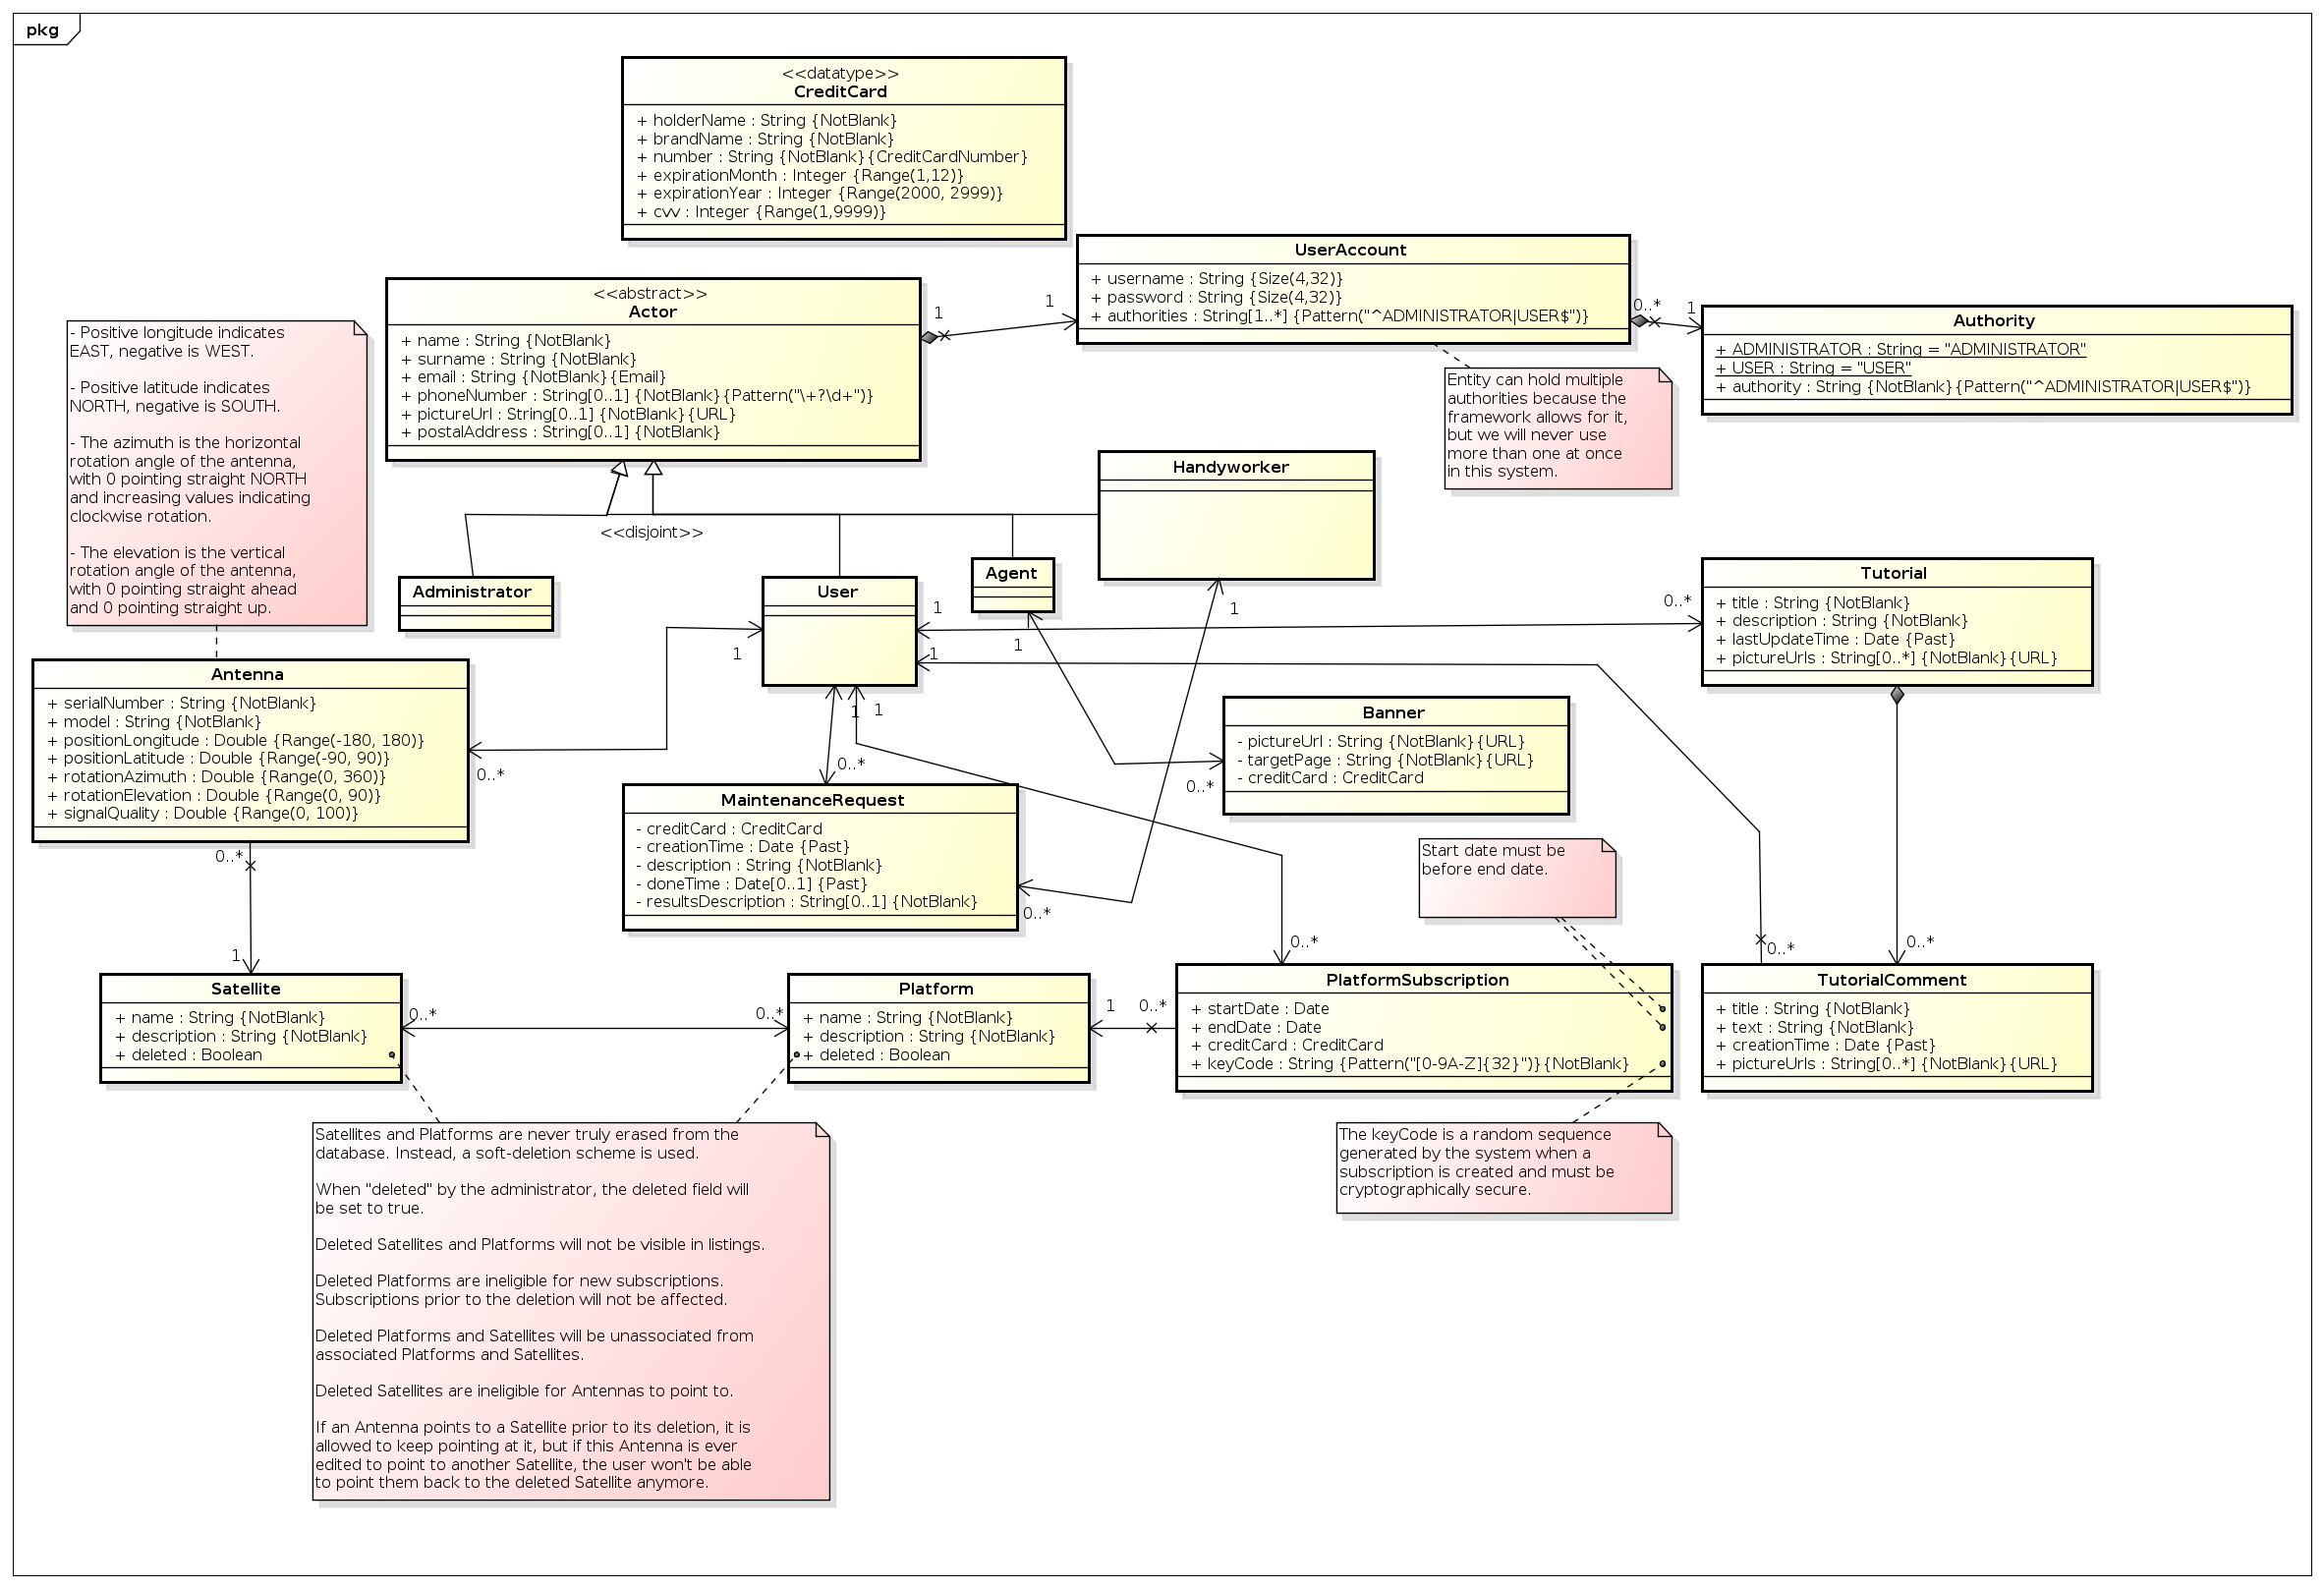 pkg
<<datatype>>
CreditCard
+ holderName : String {NotBlank}
+ brandName : String {NotBlank}
+ number : String {NotBlank}{CreditCardNumber}
+ expirationMonth : Integer {Range(1,12)}
+ expirationYear : Integer {Range(2000, 2999)}
+ cvv : Integer {Range(1,9999)}
UserAccount
+ username : String {Size(4,32)}
+ password : String {Size(4,32)}
+ authorities : String[1..*] {Pattern("^ADMINISTRATOR|USER$")}
<<abstract>>
Actor
+ name : String {NotBlank}
+ surname : String {NotBlank}
+ email : String {NotBlank}{Email}
+ phoneNumber : String[0..1] {NotBlank}{Pattern("\+?\d+")}
+ pictureUrl : String[0..1] {NotBlank}{URL}
+ postalAddress : String[0..1] {NotBlank}
1
1
0..*
1
Authority
+ ADMINISTRATOR : String = "ADMINISTRATOR"
+ USER : String = "USER"
+ authority : String {NotBlank}{Pattern("^ADMINISTRATOR|USER$")}
- Positive longitude indicates
EAST, negative is WEST.
- Positive latitude indicates
NORTH, negative is SOUTH.
- The azimuth is the horizontal
rotation angle of the antenna,
with 0 pointing straight NORTH
and increasing values indicating
clockwise rotation.
- The elevation is the vertical
rotation angle of the antenna,
with 0 pointing straight ahead
and 0 pointing straight up.
Entity can hold multiple
authorities because the
framework allows for it,
but we will never use
more than one at once
in this system.
Handyworker
<<disjoint>>
Administrator
User
Agent
Tutorial
+ title : String {NotBlank}
+ description : String {NotBlank}
+ lastUpdateTime : Date {Past}
+ pictureUrls : String[0..*] {NotBlank}{URL}
1
0..*
1
1
1
1
Antenna
+ serialNumber : String {NotBlank}
+ model : String {NotBlank}
+ positionLongitude : Double {Range(-180, 180)}
+ positionLatitude : Double {Range(-90, 90)}
+ rotationAzimuth : Double {Range(0, 360)}
+ rotationElevation : Double {Range(0, 90)}
+ signalQuality : Double {Range(0, 100)}
0..*
1
1
0..*
Banner
- pictureUrl : String {NotBlank}{URL}
- targetPage : String {NotBlank}{URL}
- creditCard : CreditCard
0..*
MaintenanceRequest
- creditCard : CreditCard
- creationTime : Date {Past}
- description : String {NotBlank}
- doneTime : Date[0..1] {Past}
- resultsDescription : String[0..1] {NotBlank}
0..*
Start date must be
before end date.
0..*
1
0..*
0..*
0..*
Satellite
+ name : String {NotBlank}
+ description : String {NotBlank}
+ deleted : Boolean
0..*
0..*
Platform
+ name : String {NotBlank}
+ description : String {NotBlank}
+ deleted : Boolean
1
0..*
PlatformSubscription
+ startDate : Date
+ endDate : Date
+ creditCard : CreditCard
+ keyCode : String {Pattern("[0-9A-Z]{32}")}{NotBlank}
TutorialComment
+ title : String {NotBlank}
+ text : String {NotBlank}
+ creationTime : Date {Past}
+ pictureUrls : String[0..*] {NotBlank}{URL}
Satellites and Platforms are never truly erased from the
database. Instead, a soft-deletion scheme is used.
When "deleted" by the administrator, the deleted field will
be set to true.
Deleted Satellites and Platforms will not be visible in listings.
Deleted Platforms are ineligible for new subscriptions.
Subscriptions prior to the deletion will not be affected.
Deleted Platforms and Satellites will be unassociated from
associated Platforms and Satellites.
Deleted Satellites are ineligible for Antennas to point to.
If an Antenna points to a Satellite prior to its deletion, it is
allowed to keep pointing at it, but if this Antenna is ever
edited to point to another Satellite, the user won't be able
to point them back to the deleted Satellite anymore.
The keyCode is a random sequence
generated by the system when a
subscription is created and must be
cryptographically secure.